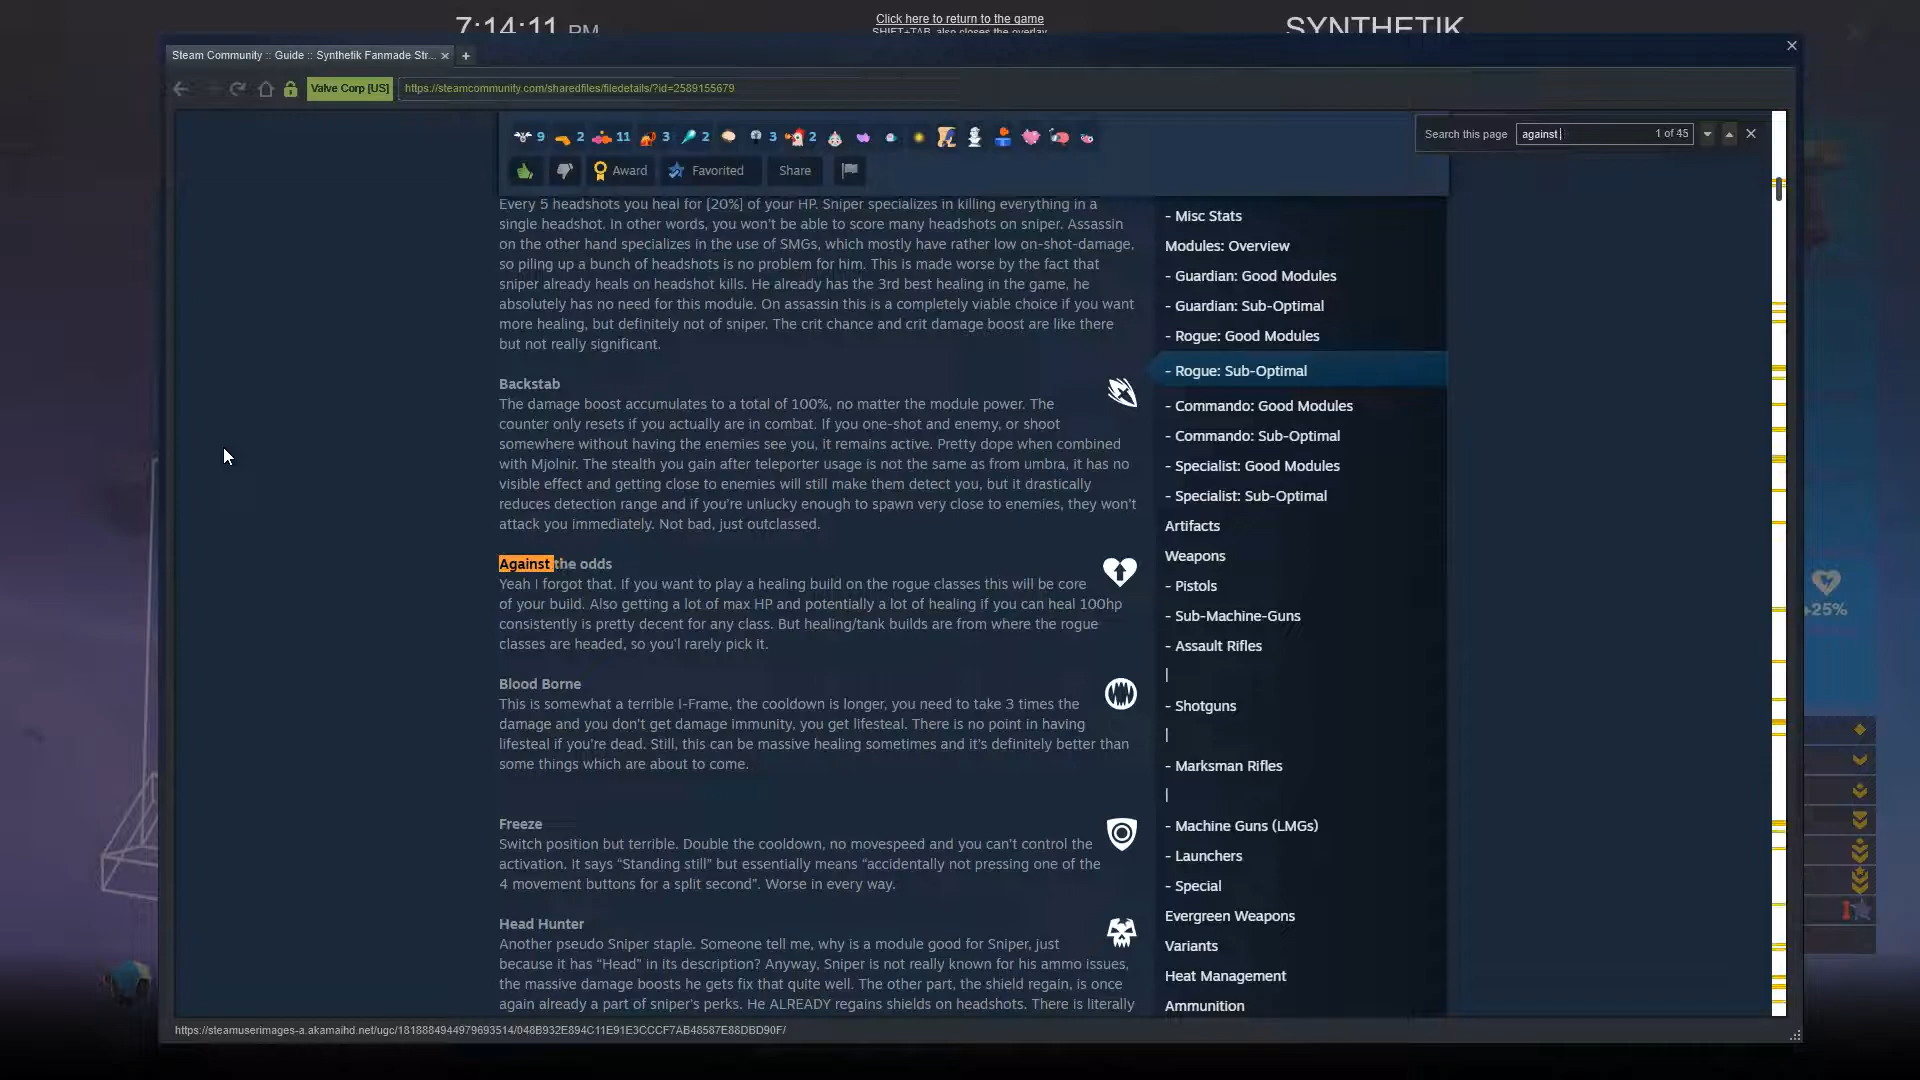 7:14:11 PM
Click here to return to the game
SHIFT+TAB also closes the overlay
SYNTHETIK
Steam Community :: Guide :: Synthetik Fanmade Str...
Valve Corp [US]
https://steamcommunity.com/sharedfiles/filedetails/?id=2589155679
9 2 11 3 2 3 2
Search this page against 1 of 45
Award Favorited Share
Every 5 headshots you heal for [20%] of your HP. Sniper specializes in killing everything in a
single headshot. In other words, you won't be able to score many headshots on sniper. Assassin
on the other hand specializes in the use of SMGs, which mostly have rather low on-shot-damage,
so piling up a bunch of headshots is no problem for him. This is made worse by the fact that
sniper already heals on headshot kills. He already has the 3rd best healing in the game, he
absolutely has no need for this module. On assassin this is a completely viable choice if you want
more healing, but definitely not of sniper. The crit chance and crit damage boost are like there
but not really significant.
Backstab
The damage boost accumulates to a total of 100%, no matter the module power. The
counter only resets if you actually are in combat. If you one-shot and enemy, or shoot
somewhere without having the enemies see you, it remains active. Pretty dope when combined
with Mjolnir. The stealth you gain after teleporter usage is not the same as from umbra, it has no
visible effect and getting close to enemies will still make them detect you, but it drastically
reduces detection range and if you're unlucky enough to spawn very close to enemies, they won't
attack you immediately. Not bad, just outclassed.
Against the odds
Yeah I forgot that. If you want to play a healing build on the rogue classes this will be core
of your build. Also getting a lot of max HP and potentially a lot of healing if you can heal 100hp
consistently is pretty decent for any class. But healing/tank builds are from where the rogue
classes are headed, so you'l rarely pick it.
Blood Borne
This is somewhat a terrible I-Frame, the cooldown is longer, you need to take 3 times the
damage and you don't get damage immunity, you get lifesteal. There is no point in having
lifesteal if you're dead. Still, this can be massive healing sometimes and it's definitely better than
some things which are about to come.
Freeze
Switch position but terrible. Double the cooldown, no movespeed and you can't control the
activation. It says “Standing still” but essentially means “accidentally not pressing one of the
4 movement buttons for a split second”. Worse in every way.
Head Hunter
Another pseudo Sniper staple. Someone tell me, why is a module good for Sniper, just
because it has “Head” in its description? Anyway, Sniper is not really known for his ammo issues,
the massive damage boosts he gets fix that quite well. The other part, the shield regain, is once
again already a part of sniper's perks. He ALREADY regains shields on headshots. There is literally
- Misc Stats
Modules: Overview
- Guardian: Good Modules
- Guardian: Sub-Optimal
- Rogue: Good Modules
- Rogue: Sub-Optimal
- Commando: Good Modules
- Commando: Sub-Optimal
- Specialist: Good Modules
- Specialist: Sub-Optimal
Artifacts
Weapons
- Pistols
- Sub-Machine-Guns
- Assault Rifles
|
- Shotguns
|
- Marksman Rifles
|
- Machine Guns (LMGs)
- Launchers
- Special
Evergreen Weapons
Variants
Heat Management
Ammunition
+25%
https://steamuserimages-a.akamaihd.net/ugc/1818884944979693514/048B932E894C11E91E3CCCF7AB48587E88DBD90F/